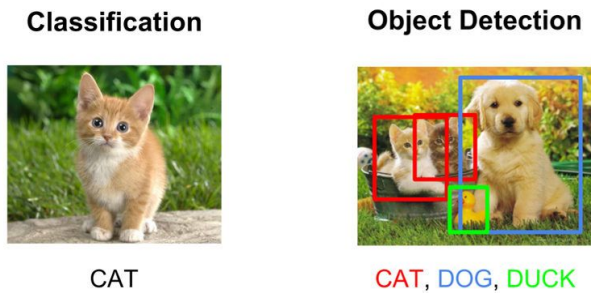 Classification
Object Detection
CAT
CAT, DOG, DUCK